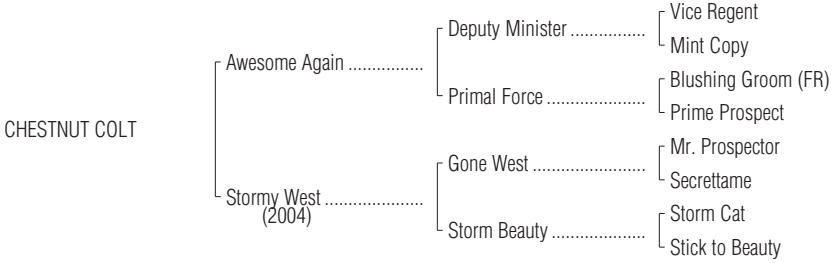 Vice Regent
Deputy Minister ...............
Mint Copy
Awesome Again ...............
Blushing Groom (FR)
Primal Force ....................
Prime Prospect
CHESTNUT COLT
Mr. Prospector
Gone West .......................
Secrettame
Stormy West ....................
(2004)
Storm Cat
Storm Beauty ...................
Stick to Beauty